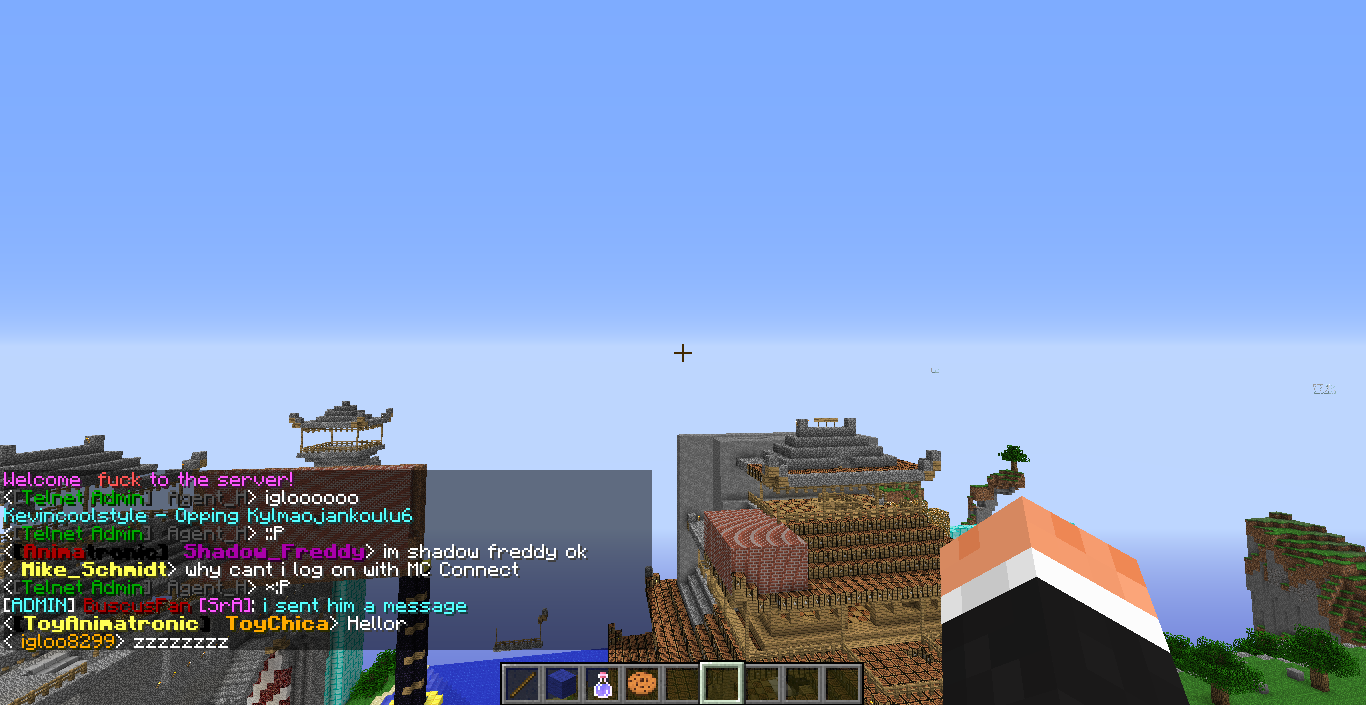 Welcome fuck to the server!
<[Telnet Admin] Agent_H> igloooooo
Kevincoolstyle - Opping Kylmaojankoulu6
<[Telnet Admin] Agent_H> ;:P
<[Animatronic] Shadow_Freddy> im shadow freddy ok
< Mike_Schmidt> why cant i log on with MC Connect
<[Telnet Admin] Agent_H> ×;P
[ADMIN] BuscusFan [SrA]: i sent him a message
<[ToyAnimatronic] ToyChica> Hellor
< igloo8299> zzzzzzzz